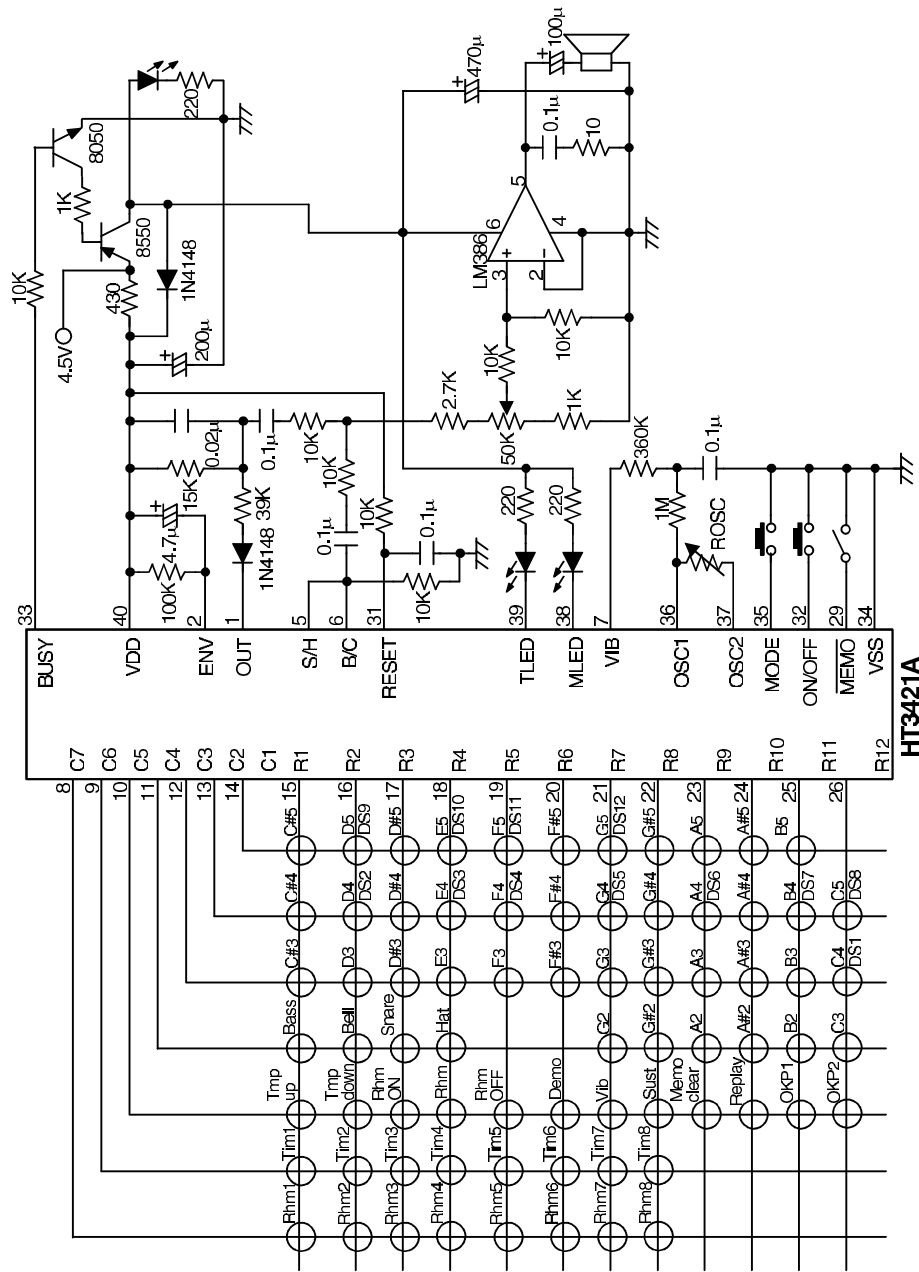 10K
8050
1K
8550
220
4.5V
430
1N4148
+
200µ
0.02µ
15K
4.7µ
+
100K
39K
1N4148
0.1µ
10K
10K
0.1µ
10K
0.1µ
10K
2.7K
50K
1K
10K
10K
LM386
3
+
2
-
6
5
4
+
470µ
0.1µ
10
+
100µ
220
220
360K
1M
0.1µ
ROSC
33
BUSY
40
VDD
2
ENV
1
OUT
5
S/H
6
B/C
31
RESET
39
TLED
38
MLED
7
VIB
36
OSC1
37
OSC2
35
MODE
32
ON/OFF
29
MEMO
34
VSS
HT3421A
8
C7
9
C6
10
C5
11
C4
12
C3
13
C2
14
C1
15
R1
16
R2
17
R3
18
R4
19
R5
20
R6
21
R7
22
R8
23
R9
24
R10
25
R11
26
R12
Rhm1
Tim1
Tmp up
Bass
C#3
C#4
C#5
Rhm2
Tim2
Tmp down
Bell
D3
D4
DS2
D5
DS9
Rhm3
Tim3
Rhm ON
Snare
D#3
D#4
D#5
Rhm4
Tim4
Rhm
Hat
E3
E4
DS3
E5
DS10
Rhm5
Tim5
Rhm OFF
F3
F4
DS4
F5
DS11
Rhm6
Tim6
Demo
F#3
F#4
F#5
Rhm7
Tim7
Vib
G2
G3
G4
DS5
G5
DS12
Rhm8
Tim8
Sust
G#2
G#3
G#4
G#5
Memo clear
A2
A3
A4
DS6
A5
Replay
A#2
A#3
A#4
A#5
OKP1
B2
B3
B4
DS7
B5
OKP2
C3
C4
DS1
C5
DS8